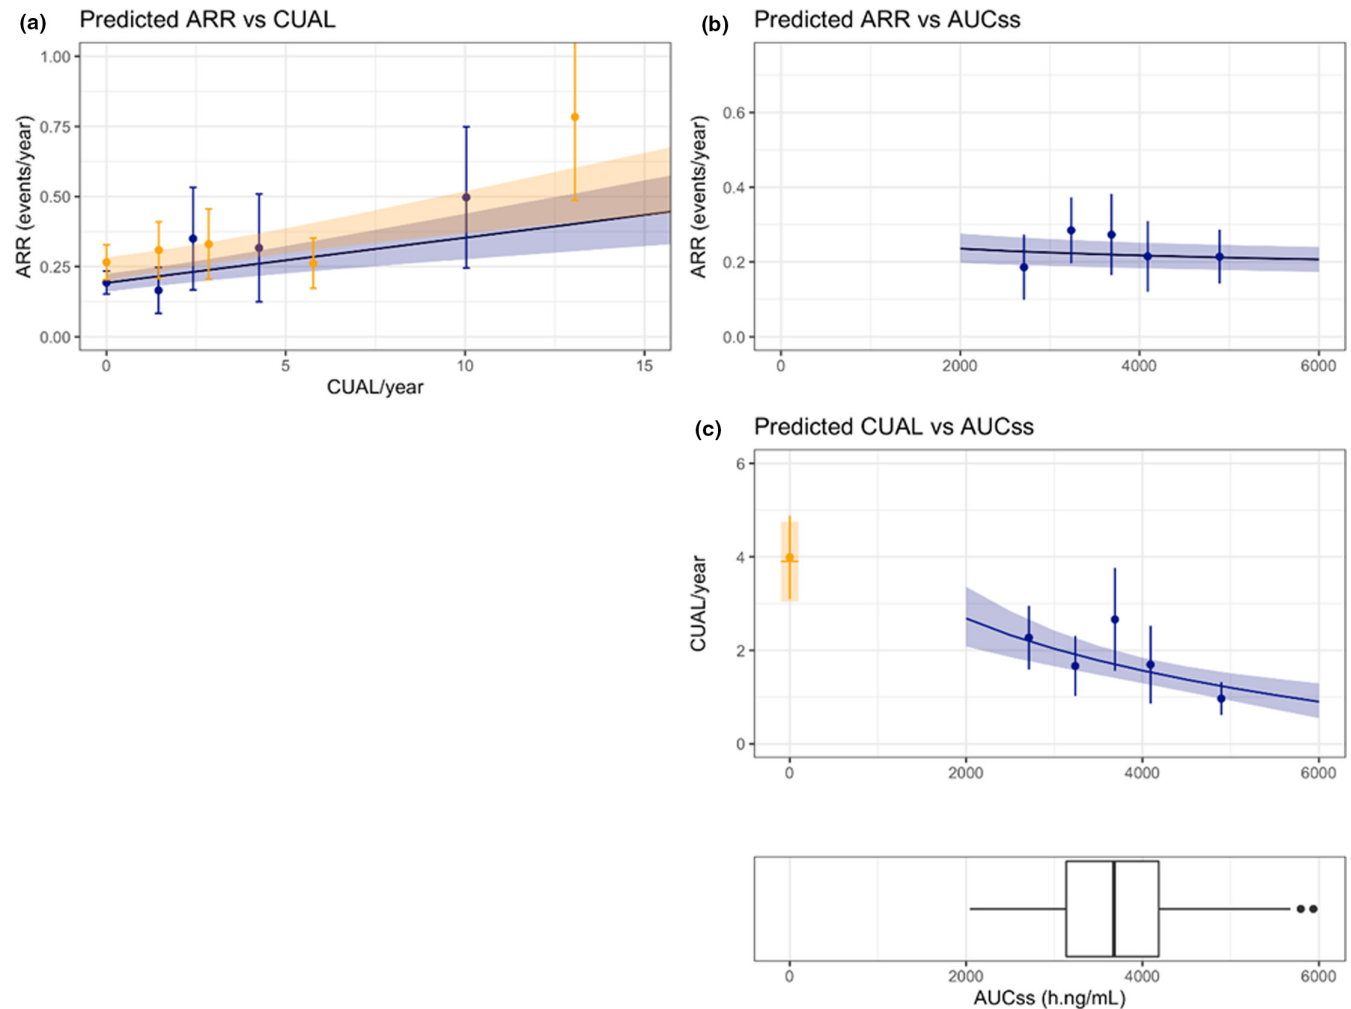 (a) Predicted ARR vs CUAL
ARR (events/year)
1.00
0.75
0.50
0.25
0.00
0 5 10 15
CUAL/year
(b) Predicted ARR vs AUCss
ARR (events/year)
0.6
0.4
0.2
0.0
0 2000 4000 6000
(c) Predicted CUAL vs AUCss
CUAL/year
6
4
2
0
0 2000 4000 6000
0 2000 4000 6000
AUCss (h.ng/mL)